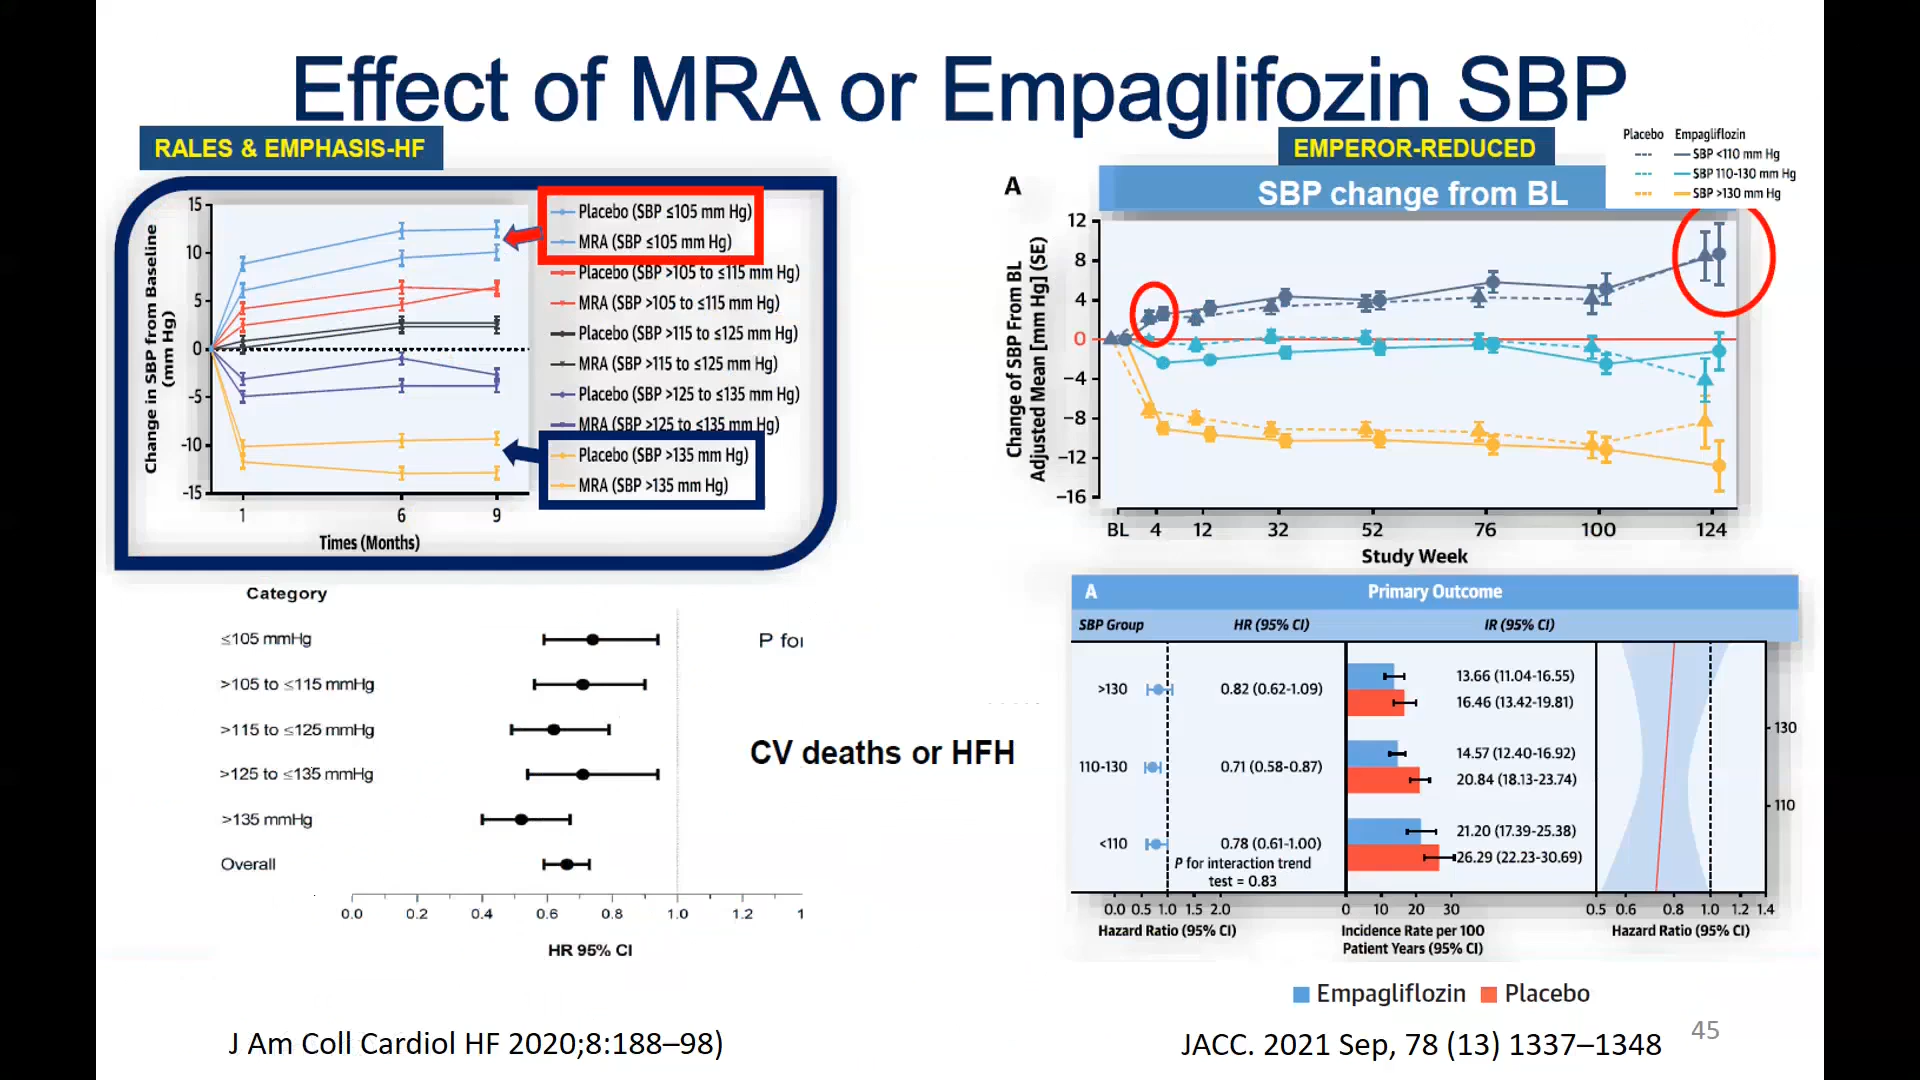 Effect of MRA or Empaglifozin SBP
RALES & EMPHASIS-HF
Change in SBP from Baseline
(mm Hg)
15
10
5
0
-5
-10
-15
1
6
9
Times (Months)
Placebo (SBP ≤105 mm Hg)
MRA (SBP ≤105 mm Hg)
Placebo (SBP >105 to ≤115 mm Hg)
MRA (SBP >105 to ≤115 mm Hg)
Placebo (SBP >115 to ≤125 mm Hg)
MRA (SBP >115 to ≤125 mm Hg)
Placebo (SBP >125 to ≤135 mm Hg)
MRA (SBP >125 to ≤135 mm Hg)
Placebo (SBP >135 mm Hg)
MRA (SBP >135 mm Hg)
Category
≤105 mmHg
>105 to ≤115 mmHg
>115 to ≤125 mmHg
>125 to ≤135 mmHg
>135 mmHg
Overall
P for
0.0 0.2 0.4 0.6 0.8 1.0 1.2 1
HR 95% CI
CV deaths or HFH
J Am Coll Cardiol HF 2020;8:188–98)
EMPEROR-REDUCED
Placebo Empagliflozin
SBP <110 mm Hg
SBP 110-130 mm Hg
SBP >130 mm Hg
A
SBP change from BL
Change of SBP From BL
Adjusted Mean [mm Hg] (SE)
12
8
4
0
−4
−8
−12
−16
BL 4 12 32 52 76 100 124
Study Week
A Primary Outcome
SBP Group HR (95% CI) IR (95% CI)
>130 0.82 (0.62-1.09) 13.66 (11.04-16.55)
16.46 (13.42-19.81)
130
110-130 0.71 (0.58-0.87) 14.57 (12.40-16.92)
20.84 (18.13-23.74)
110
<110 0.78 (0.61-1.00) 21.20 (17.39-25.38)
26.29 (22.23-30.69)
P for interaction trend
test = 0.83
0.0 0.5 1.0 1.5 2.0
Hazard Ratio (95% CI)
0 10 20 30
Incidence Rate per 100
Patient Years (95% CI)
0.5 0.6 0.8 1.0 1.2 1.4
Hazard Ratio (95% CI)
Empagliflozin Placebo
JACC. 2021 Sep, 78 (13) 1337–1348
45